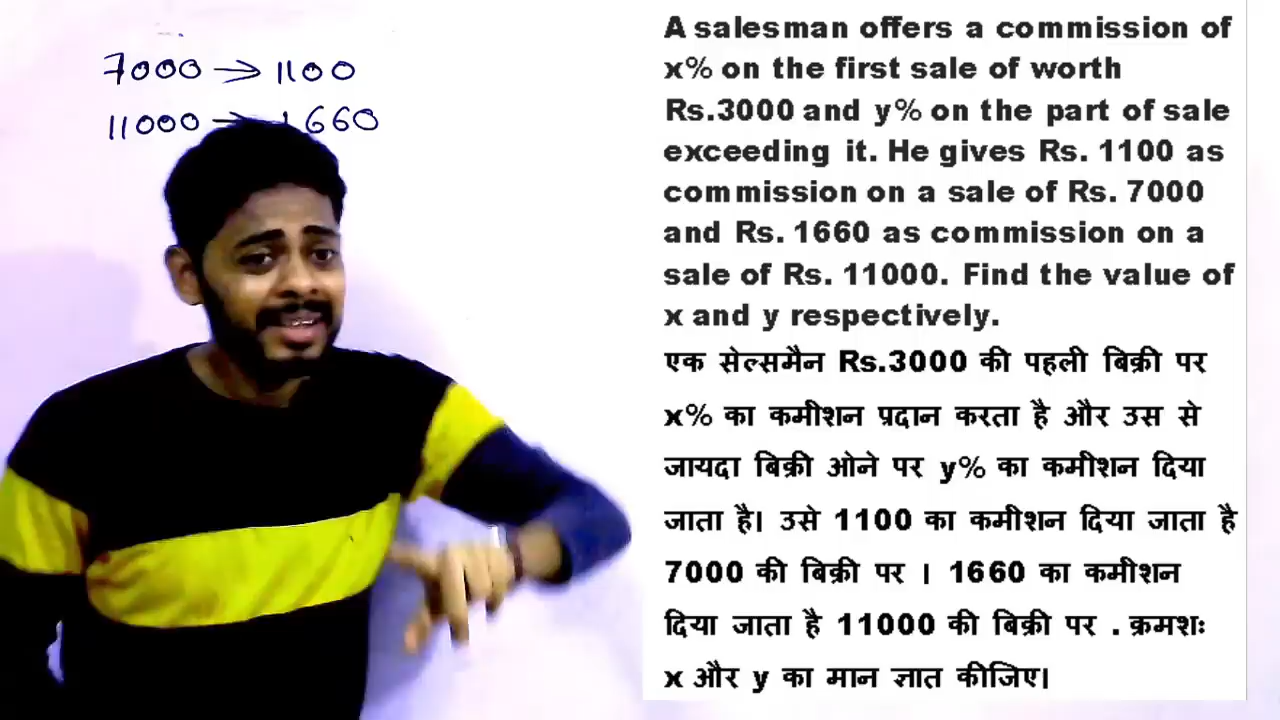 7000 → 1100
11000 → 1660
A salesman offers a commission of
x% on the first sale of worth
Rs.3000 and y% on the part of sale
exceeding it. He gives Rs. 1100 as
commission on a sale of Rs. 7000
and Rs. 1660 as commission on a
sale of Rs. 11000. Find the value of
x and y respectively.
एक सेल्समैन Rs.3000 की पहली बिक्री पर
x% का कमीशन प्रदान करता है और उस से
जायदा बिक्री ओने पर y% का कमीशन दिया
जाता है। उसे 1100 का कमीशन दिया जाता है
7000 की बिक्री पर । 1660 का कमीशन
दिया जाता है 11000 की बिक्री पर . क्रमशः
x और y का मान ज्ञात कीजिए।